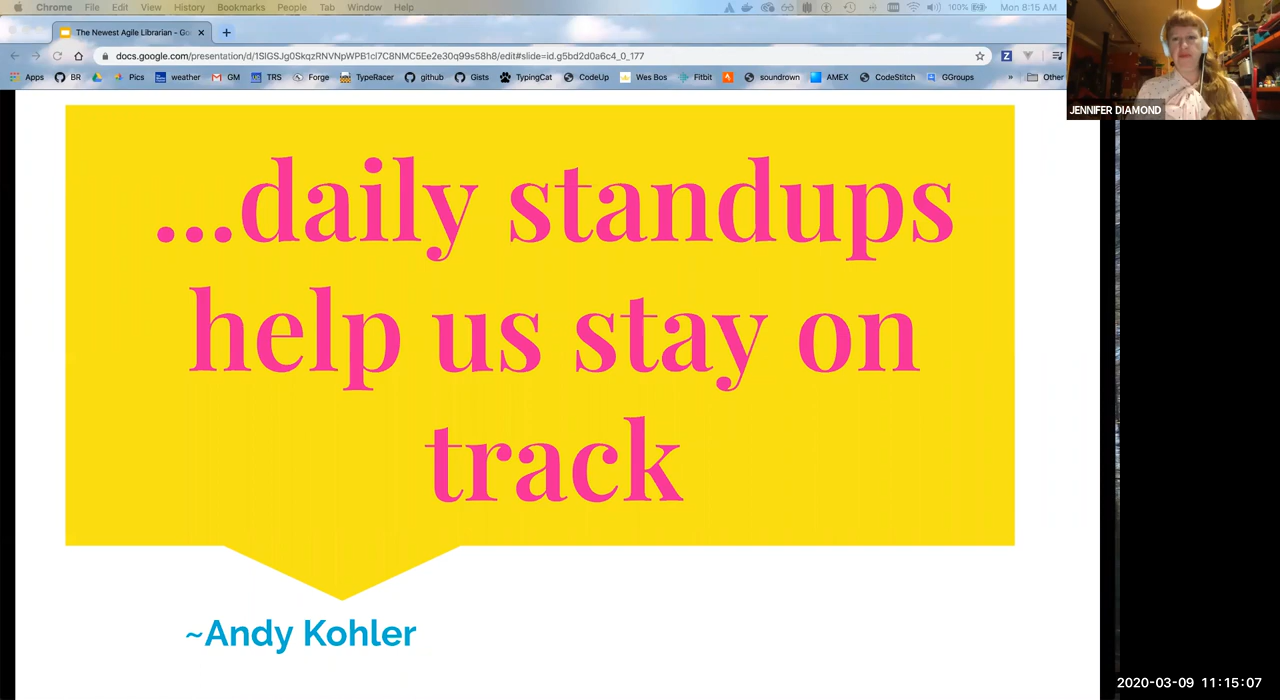 Chrome File Edit View History Bookmarks People Tab Window Help 100% Mon 8:15 AM
The Newest Agile Librarian - Go
docs.google.com/presentation/d/1SlGSJg0SkqzRNVNpWPB1cl7C8NMC5Ee2e30q99s58h8/edit#slide=id.g5bd2d0a6c4_0_177
Apps BR Pics weather GM TRS Forge TypeRacer github Gists TypingCat CodeUp Wes Bos Fitbit soundrown AMEX CodeStitch GGroups » Other
JENNIFER DIAMOND
...daily standups
help us stay on
track
~Andy Kohler
2020-03-09 11:15:07